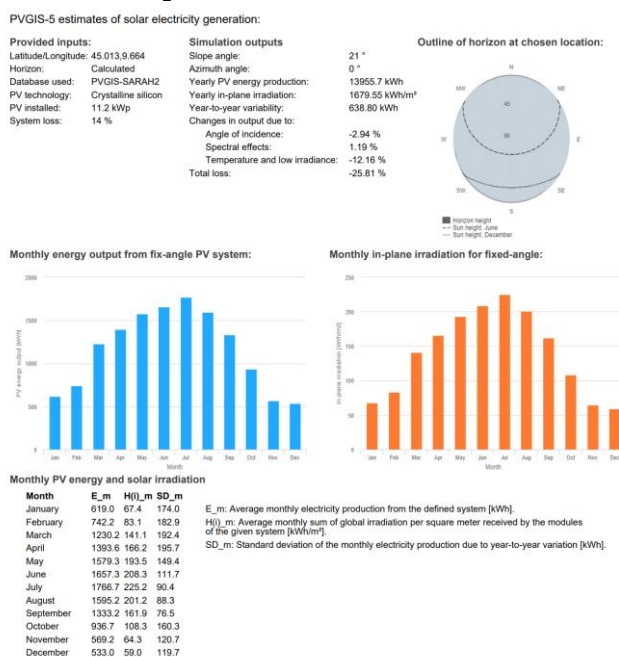 PVGIS-5 estimates of solar electricity generation:
Provided inputs:
Latitude/Longitude: 45.013,9.664
Horizon: Calculated
Database used: PVGIS-SARAH2
PV technology: Crystalline silicon
PV installed: 11.2 kWp
System loss: 14 %
Simulation outputs
Slope angle: 21 °
Azimuth angle: 0 °
Yearly PV energy production: 13955.7 kWh
Yearly in-plane irradiation: 1679.55 kWh/m²
Year-to-year variability: 638.80 kWh
Changes in output due to:
Angle of incidence: -2.94 %
Spectral effects: 1.19 %
Temperature and low irradiance: -12.16 %
Total loss: -25.81 %
Outline of horizon at chosen location:
N
NW NE
45
W E
SW SE
S
Horizon height
Sun height, June
Sun height, December
Monthly energy output from fix-angle PV system:
PV energy output [kWh]
2000
1500
1000
500
0
Jan Feb Mar Apr May Jun Jul Aug Sep Oct Nov Dec
Month
Monthly in-plane irradiation for fixed-angle:
In-plane irradiation [kWh/m2]
250
200
150
100
50
0
Jan Feb Mar Apr May Jun Jul Aug Sep Oct Nov Dec
Month
Monthly PV energy and solar irradiation
Month E_m H(i)_m SD_m
January 619.0 67.4 174.0
February 742.2 83.1 182.9
March 1230.2 141.1 192.4
April 1393.6 166.2 195.7
May 1579.3 193.5 149.4
June 1657.3 208.3 111.7
July 1766.7 225.2 90.4
August 1595.2 201.2 88.3
September 1333.2 161.9 76.5
October 936.7 108.3 160.3
November 569.2 64.3 120.7
December 533.0 59.0 119.7
E_m: Average monthly electricity production from the defined system [kWh].
H(i)_m: Average monthly sum of global irradiation per square meter received by the modules
of the given system [kWh/m²].
SD_m: Standard deviation of the monthly electricity production due to year-to-year variation [kWh].